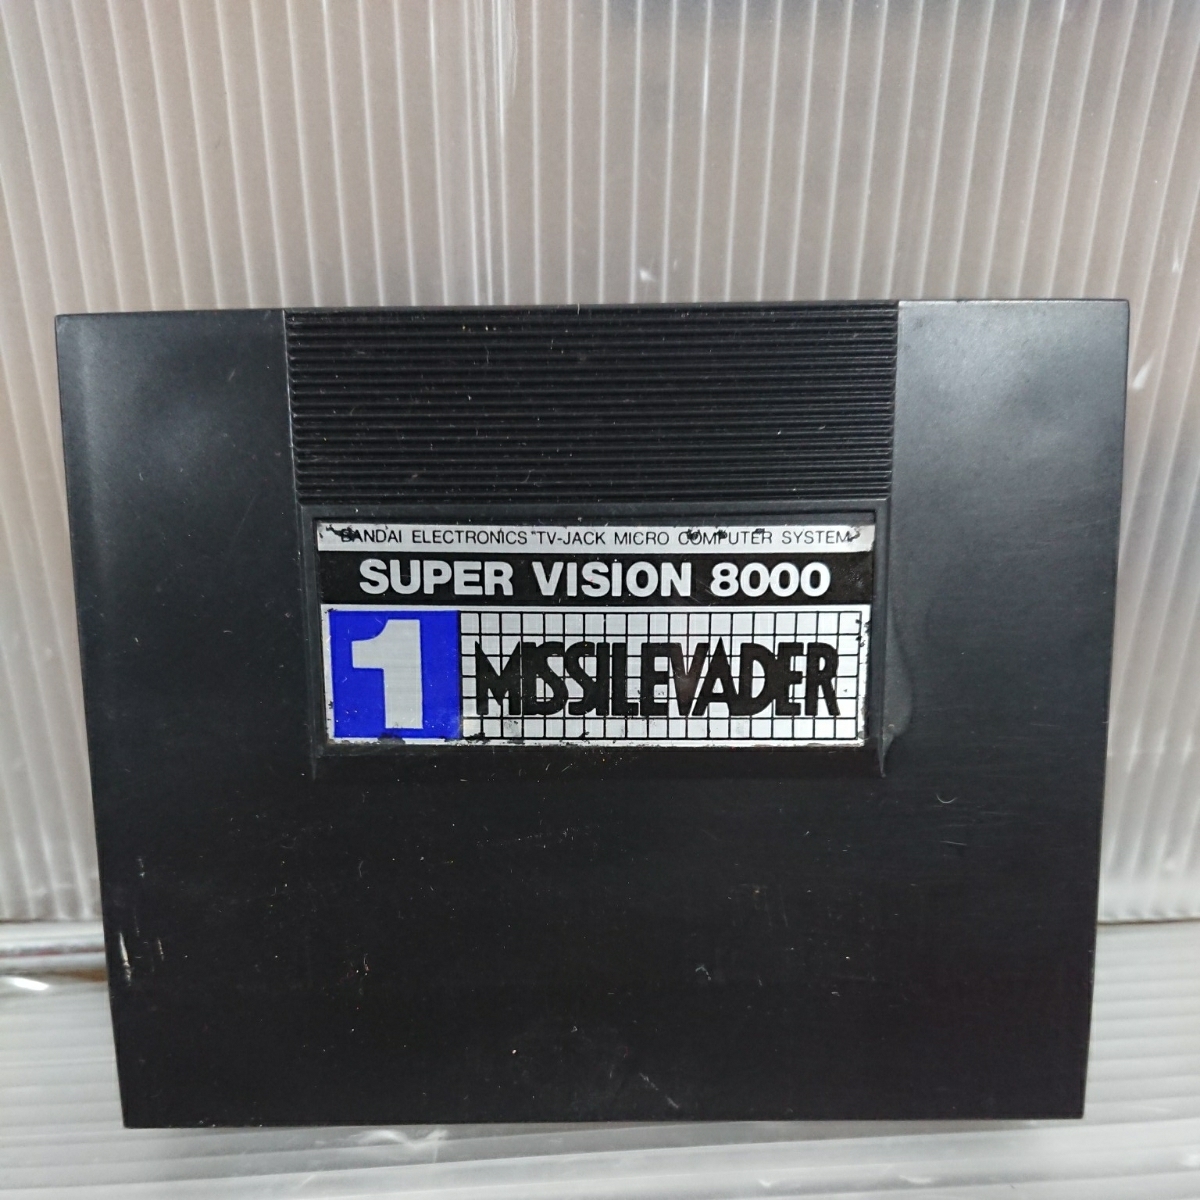 BANDAI ELECTRONICS "TV-JACK MICRO COMPUTER SYSTEM"
SUPER VISION 8000
1 MISSILEVADER